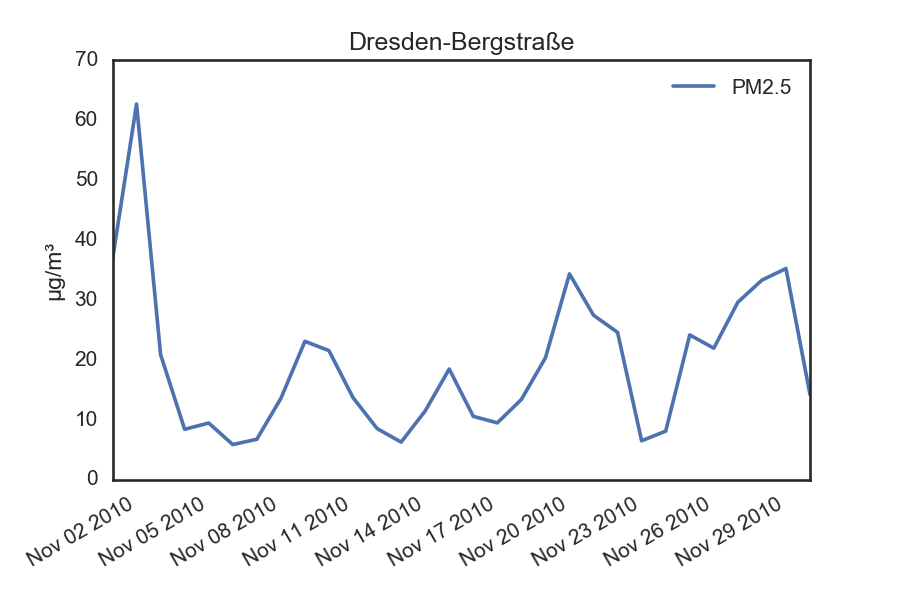 Dresden-Bergstraße
70
60
50
40
30
20
10
0
µg/m³
PM2.5
Nov 02 2010
Nov 05 2010
Nov 08 2010
Nov 11 2010
Nov 14 2010
Nov 17 2010
Nov 20 2010
Nov 23 2010
Nov 26 2010
Nov 29 2010